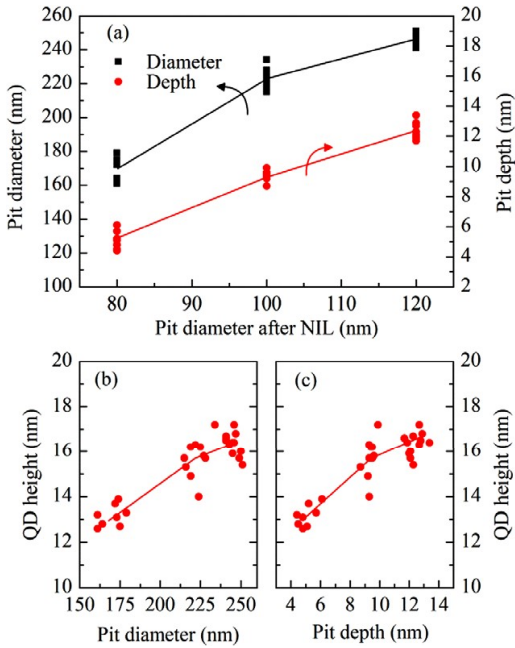 (a)
Diameter
Depth
260
240
220
200
180
160
140
120
100
20
18
16
14
12
10
8
6
4
2
80 90 100 110 120
Pit diameter (nm)
Pit depth (nm)
Pit diameter after NIL (nm)
(b)
20
18
16
14
12
10
150 175 200 225 250
QD height (nm)
Pit diameter (nm)
(c)
20
18
16
14
12
10
4 6 8 10 12 14
QD height (nm)
Pit depth (nm)